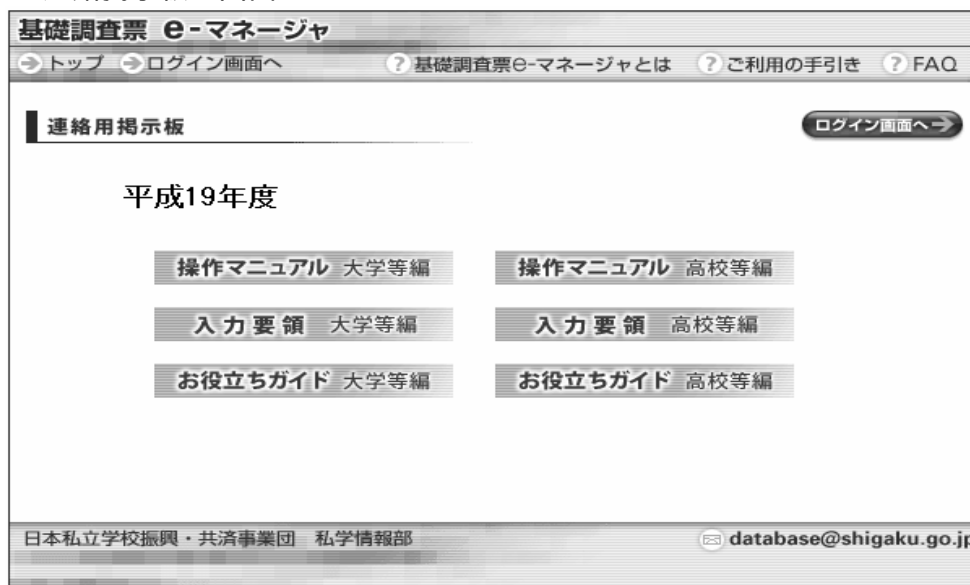 基礎調査票 e-マネージャ
トップ ログイン画面へ ? 基礎調査票e-マネージャとは ? ご利用の手引き ? FAQ
連絡用掲示板 ログイン画面へ
平成19年度
操作マニュアル 大学等編 操作マニュアル 高校等編
入力要領 大学等編 入力要領 高校等編
お役立ちガイド 大学等編 お役立ちガイド 高校等編
日本私立学校振興・共済事業団 私学情報部 database@shigaku.go.jp